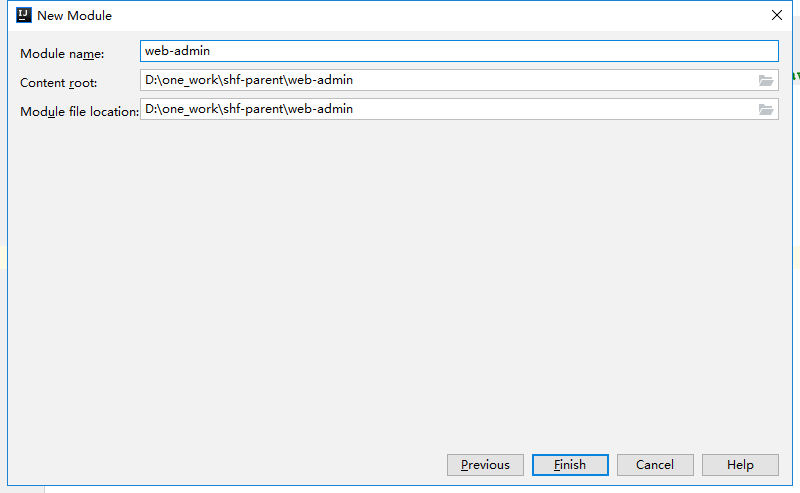 New Module
Module name: web-admin
Content root: D:\one_work\shf-parent\web-admin
Module file location: D:\one_work\shf-parent\web-admin
Previous Finish Cancel Help